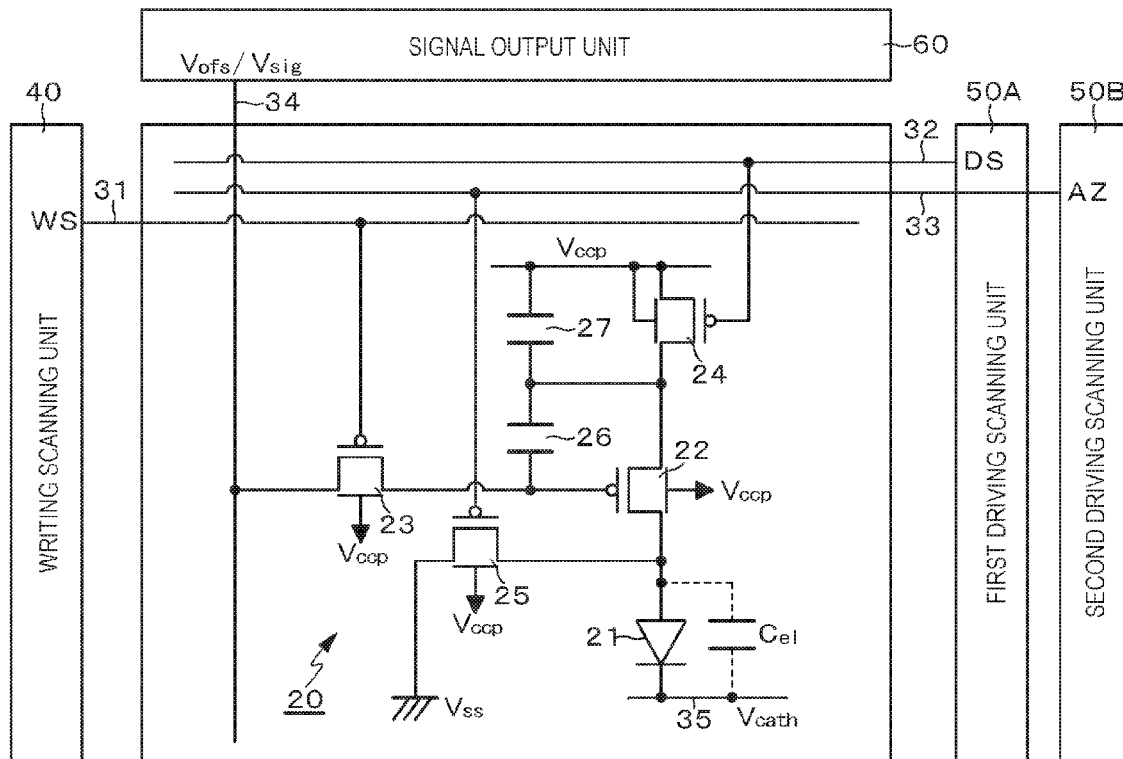 SIGNAL OUTPUT UNIT
60
Vofs/Vsig
34
40
50A
50B
32
DS
31
33
AZ
WS
Vccp
27
24
26
22
Vccp
23
Vccp
25
Vccp
21
Cel
20
Vss
35
Vcath
WRITING SCANNING UNIT
FIRST DRIVING SCANNING UNIT
SECOND DRIVING SCANNING UNIT